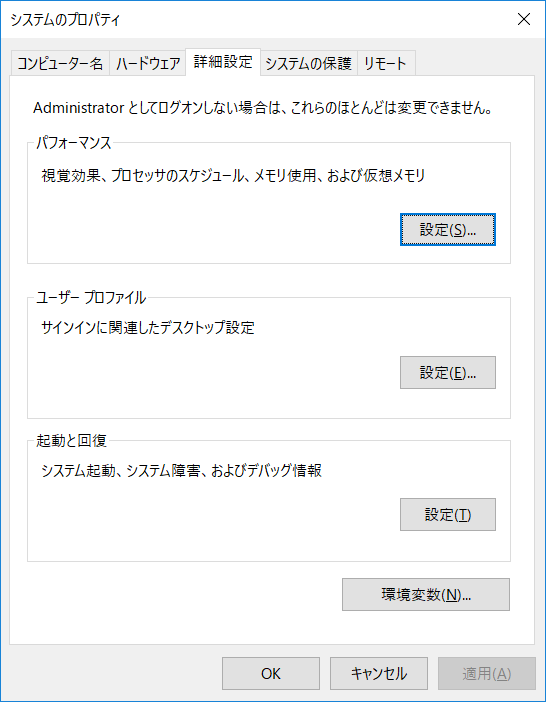 システムのプロパティ
コンピューター名 ハードウェア 詳細設定 システムの保護 リモート
Administrator としてログオンしない場合は、これらのほとんどは変更できません。
パフォーマンス
視覚効果、プロセッサのスケジュール、メモリ使用、および仮想メモリ
設定(S)...
ユーザー プロファイル
サインインに関連したデスクトップ設定
設定(E)...
起動と回復
システム起動、システム障害、およびデバッグ情報
設定(T)
環境変数(N)...
OK キャンセル 適用(A)